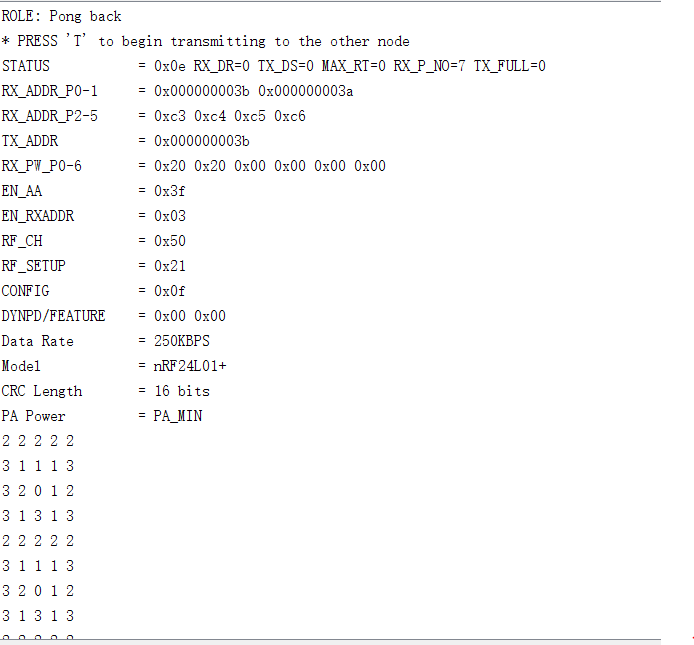 ROLE: Pong back
* PRESS 'T' to begin transmitting to the other node
STATUS = 0x0e RX_DR=0 TX_DS=0 MAX_RT=0 RX_P_NO=7 TX_FULL=0
RX_ADDR_P0-1 = 0x000000003b 0x000000003a
RX_ADDR_P2-5 = 0xc3 0xc4 0xc5 0xc6
TX_ADDR = 0x000000003b
RX_PW_P0-6 = 0x20 0x20 0x00 0x00 0x00 0x00
EN_AA = 0x3f
EN_RXADDR = 0x03
RF_CH = 0x50
RF_SETUP = 0x21
CONFIG = 0x0f
DYNPD/FEATURE = 0x00 0x00
Data Rate = 250KBPS
Model = nRF24L01+
CRC Length = 16 bits
PA Power = PA_MIN
2 2 2 2 2
3 1 1 1 3
3 2 0 1 2
3 1 3 1 3
2 2 2 2 2
3 1 1 1 3
3 2 0 1 2
3 1 3 1 3